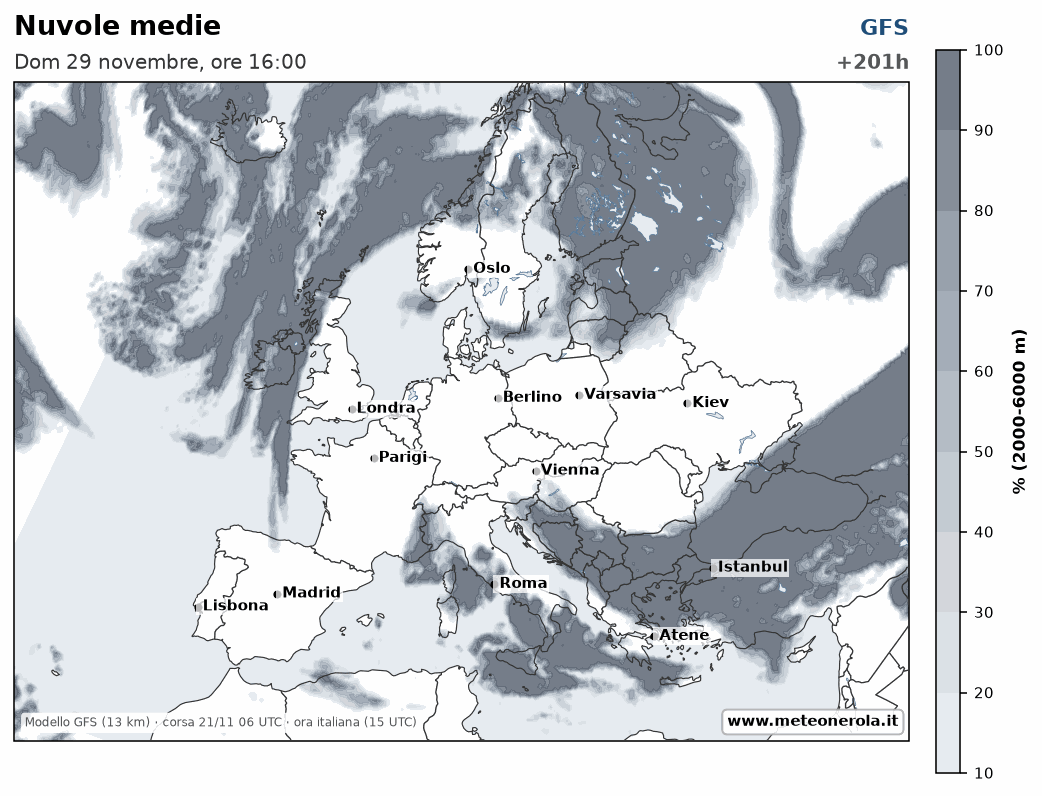 Nuvole medie
GFS
Dom 29 novembre, ore 16:00
+201h
100
90
80
70
60
50
40
30
20
10
% (2000-6000 m)
Oslo
Londra
Berlino
Varsavia
Kiev
Parigi
Vienna
Istanbul
Roma
Madrid
Lisbona
Atene
Modello GFS (13 km) · corsa 21/11 06 UTC · ora italiana (15 UTC)
www.meteonerola.it